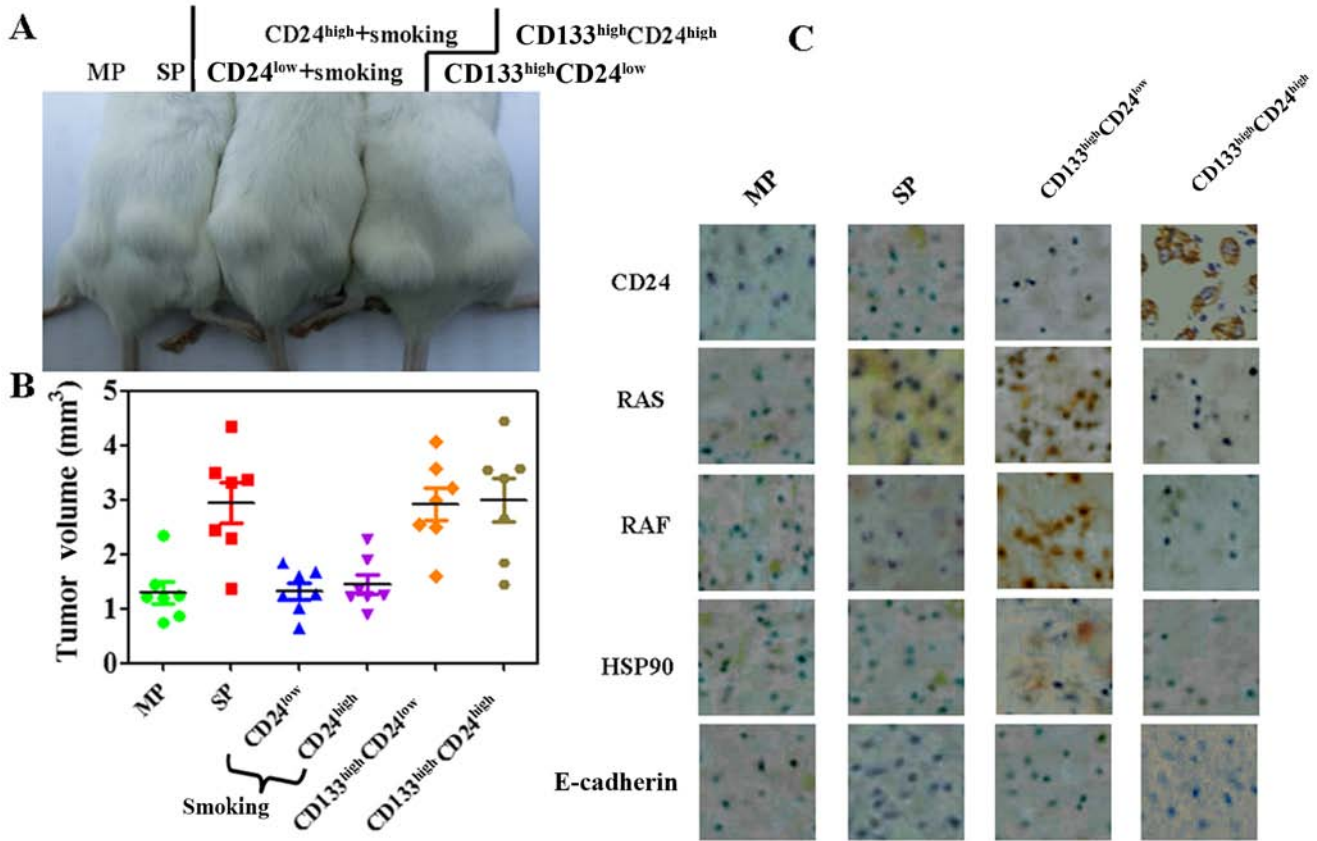 A
CD24high+smoking CD133highCD24high
MP SP CD24low+smoking CD133highCD24low
B
Tumor volume (mm3)
5
4
3
2
1
0
MP
SP
CD24low
CD24high
CD133highCD24low
CD133highCD24high
Smoking
C
MP
SP
CD133highCD24low
CD133highCD24high
CD24
RAS
RAF
HSP90
E-cadherin